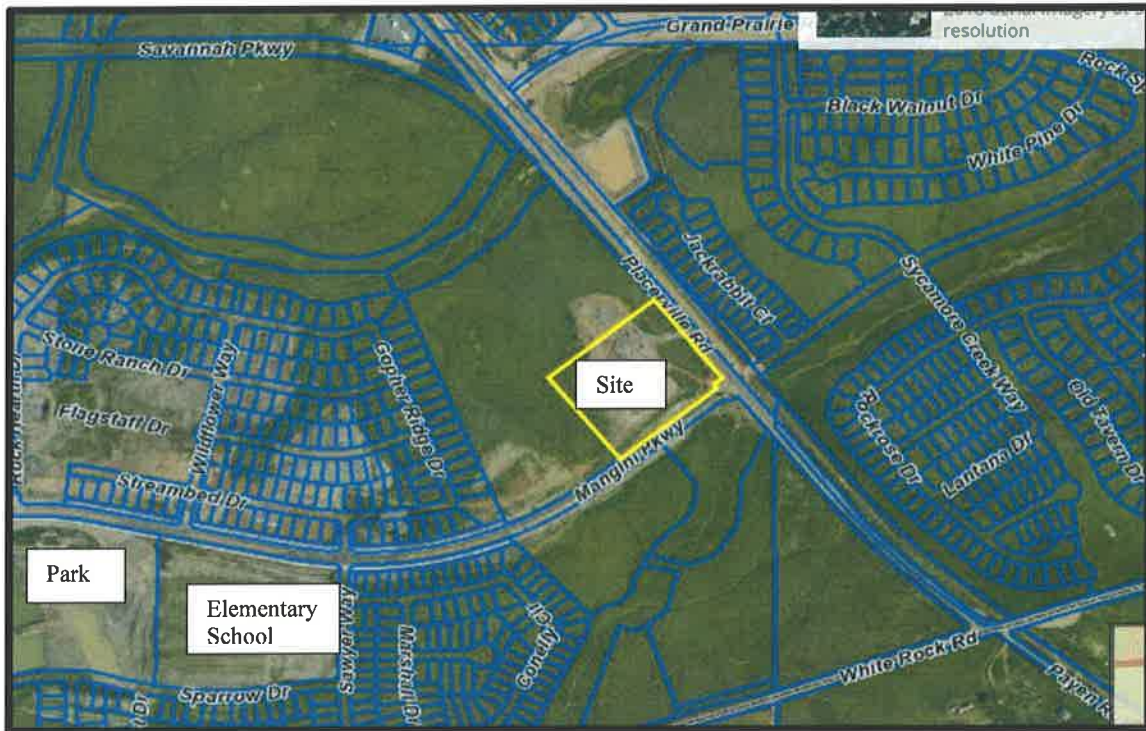 Grand Prairie
resolution
Savannah Pkwy
Black Walnut Dr
White Pine Dr
Jackrabbit Ct
Placerville Rd
Sycamore Creek Way
Stone Ranch Dr
Wildflower Way
Gopher Ridge Dr
Site
Flagstaff Dr
Mangini Pkwy
Rockrose Dr
Old Tavern Dr
Lantana Dr
Streambed Dr
Park
Elementary
School
Sawyer Way
Marshall Dr
Conelly Ct
White Rock Rd
Sparrow Dr
Payen R